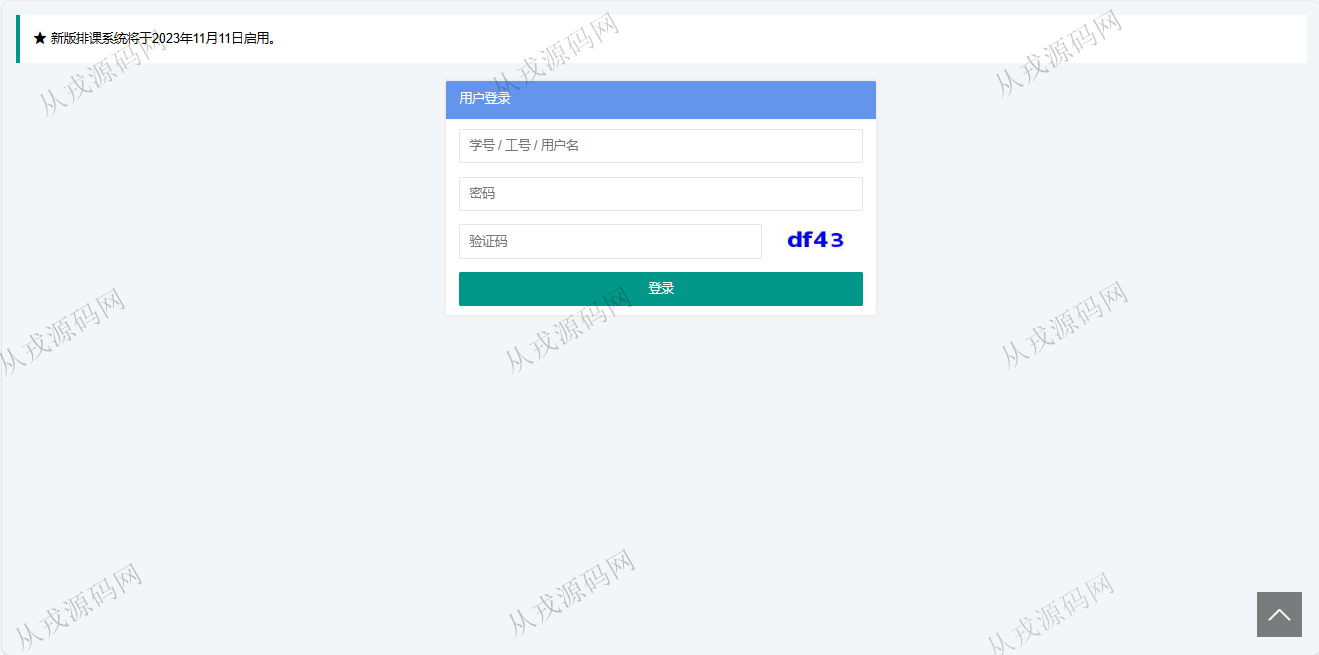 ★ 新版排课系统将于2023年11月11日启用。
用户登录
学号 / 工号 / 用户名
密码
验证码
df43
登录
从戎源码网
从戎源码网
从戎源码网
从戎源码网
从戎源码网
从戎源码网
从戎源码网
从戎源码网
从戎源码网